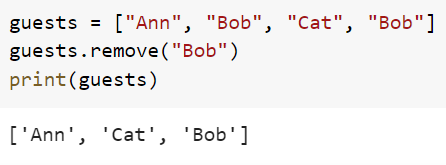 guests = ["Ann", "Bob", "Cat", "Bob"]
guests.remove("Bob")
print(guests)
['Ann', 'Cat', 'Bob']